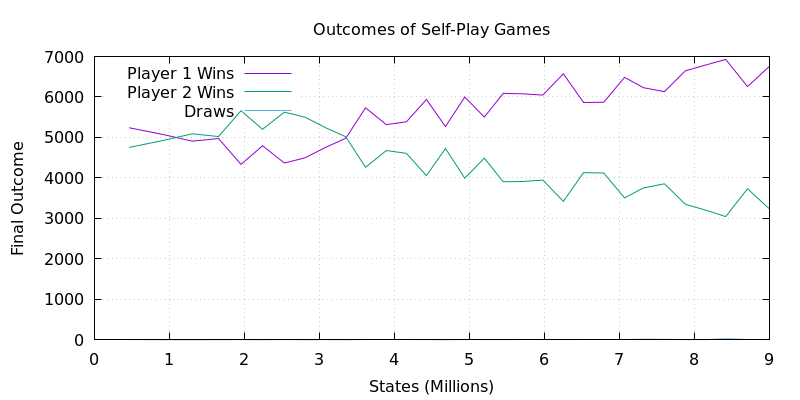 Outcomes of Self-Play Games
7000
6000
5000
4000
3000
2000
1000
0
Final Outcome
Player 1 Wins
Player 2 Wins
Draws
0 1 2 3 4 5 6 7 8 9
States (Millions)